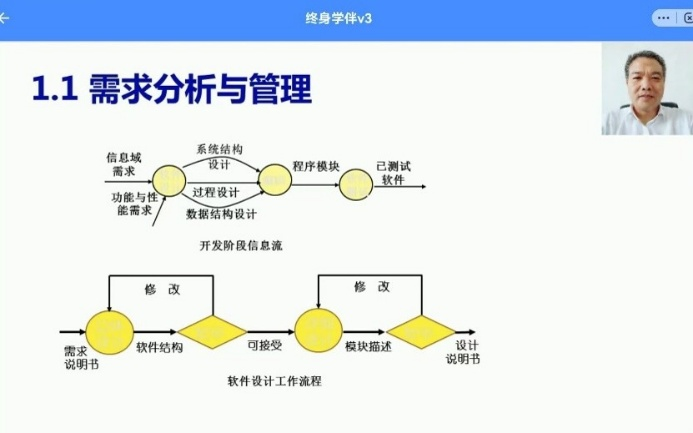 终身学伴v3
1.1 需求分析与管理
系统结构
设计
信息域
需求
程序模块
已测试
软件
过程设计
功能与性
能需求
数据结构设计
开发阶段信息流
修 改
修 改
需求
说明书
软件结构
可接受
模块描述
设计
说明书
软件设计工作流程